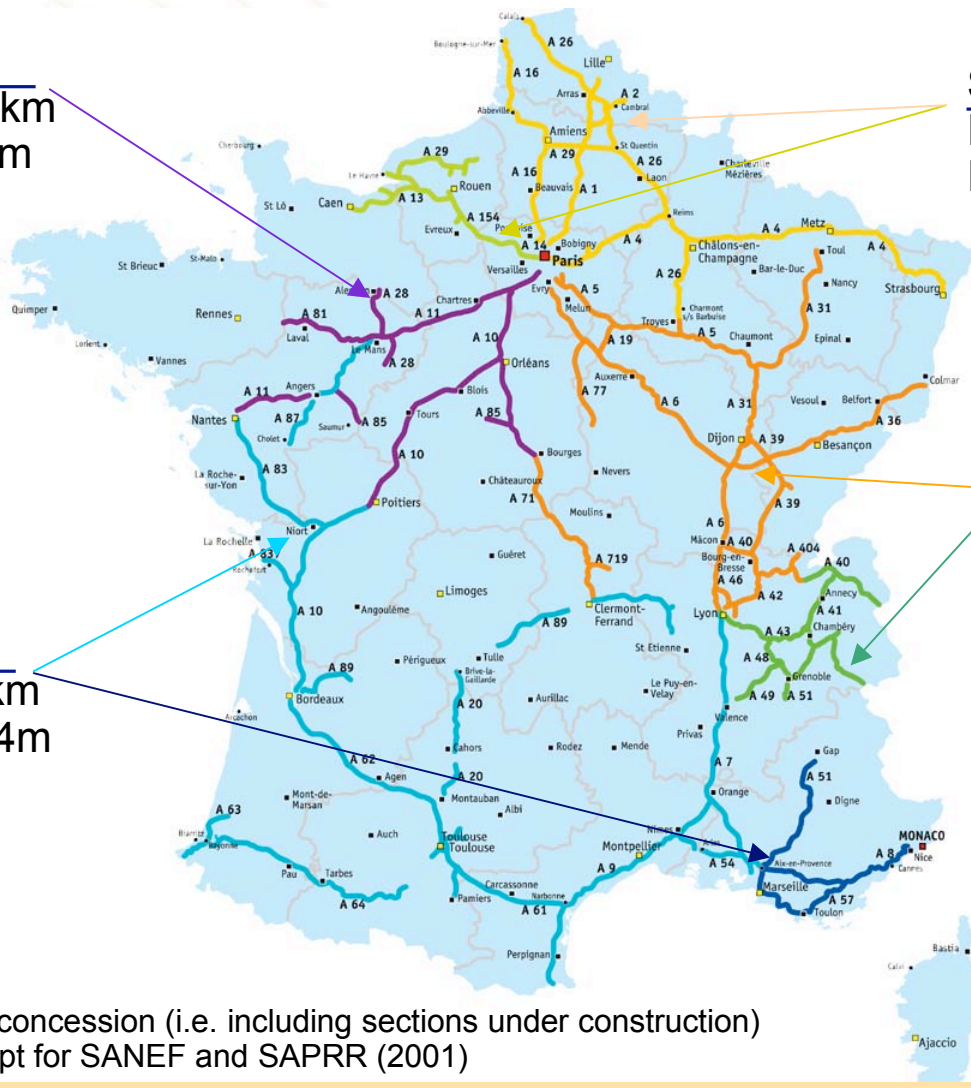 Calais
A 26
Boulogne-sur-Mer
Lille
A 16
A 2
Arras
Cambrai
km
Abbeville
Amiens
m
A 29
St Quentin
Cherbourg
A 29
A 16
A 26
Charleville
Mézières
Le Havre
Rouen
Beauvais
A 1
Laon
A 13
St Lô
Caen
A 154
Reims
Evreux
A 14
Bobigny
A 4
A 4
Metz
Paris
Châlons-en-
Champagne
Toul
A 4
St Brieuc
St-Malo
Versailles
Bar-le-Duc
A 26
Nancy
Strasbourg
Evry
A 5
A 28
Chartres
Melun
Charmont
s/s Barbuise
A 31
Quimper
Rennes
A 81
A 11
Troyes
A 5
Laval
A 10
A 19
Chaumont
Epinal
Lorient
Le Mans
Vannes
A 28
Orléans
Colmar
Auxerre
Angers
Blois
A 77
A 6
A 31
Vesoul
Belfort
A 11
A 36
Nantes
A 87
Saumur
A 85
Tours
A 85
Cholet
Dijon
A 39
Besançon
Bourges
A 83
A 10
Nevers
La Roche-
sur-Yon
Châteauroux
A 71
A 39
Poitiers
Moulins
A 6
Niort
Mâcon
A 40
La Rochelle
A 404
Guéret
A 719
Bourg-en-
Bresse
A 40
Rochefort
A 46
Annecy
Limoges
A 42
A 10
Angoulême
Clermont-
Ferrand
Lyon
A 41
A 89
A 43
Chambéry
St Etienne
Périgueux
Tulle
A 48
A 89
Brive-la-
Gaillarde
Grenoble
Le Puy-en-
Velay
km
Bordeaux
A 49
A 51
A 20
Aurillac
Valence
Arcachon
Privas
4m
Cahors
Rodez
Mende
Gap
A 62
A 7
Agen
A 20
A 51
Mont-de-
Marsan
Montauban
Orange
Digne
A 63
Albi
Biarritz
Auch
Nîmes
MONACO
Bayonne
Toulouse
Toulouse
Montpellier
Arles
A 8
Nice
A 54
Aix-en-Provence
Cannes
Pau
Tarbes
A 9
Carcassonne
Marseille
A 57
A 64
Pamiers
Narbonne
A 61
Toulon
Perpignan
Bastia
Calvi
concession (i.e. including sections under construction)
pt for SANEF and SAPRR (2001)
Ajaccio